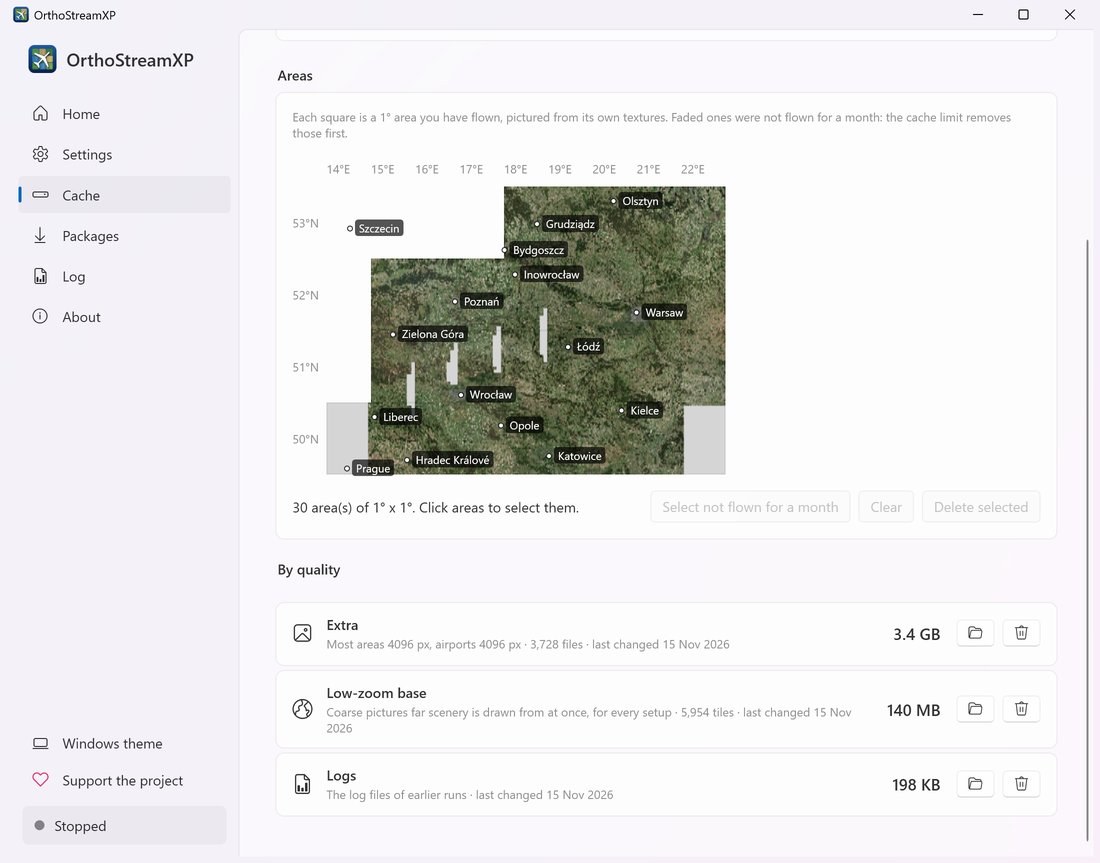 OrthoStreamXP
OrthoStreamXP
Home
Settings
Cache
Packages
Log
About
Windows theme
Support the project
Stopped
Areas
Each square is a 1° area you have flown, pictured from its own textures. Faded ones were not flown for a month: the cache limit removes
those first.
14°E 15°E 16°E 17°E 18°E 19°E 20°E 21°E 22°E
53°N
52°N
51°N
50°N
Olsztyn
Grudziądz
Szczecin
Bydgoszcz
Inowrocław
Poznań
Warsaw
Zielona Góra
Łódź
Wrocław
Kielce
Liberec
Opole
Katowice
Hradec Králové
Prague
30 area(s) of 1° x 1°. Click areas to select them.
Select not flown for a month
Clear
Delete selected
By quality
Extra
Most areas 4096 px, airports 4096 px · 3,728 files · last changed 15 Nov 2026
3.4 GB
Low-zoom base
Coarse pictures far scenery is drawn from at once, for every setup · 5,954 tiles · last changed 15 Nov
2026
140 MB
Logs
The log files of earlier runs · last changed 15 Nov 2026
198 KB